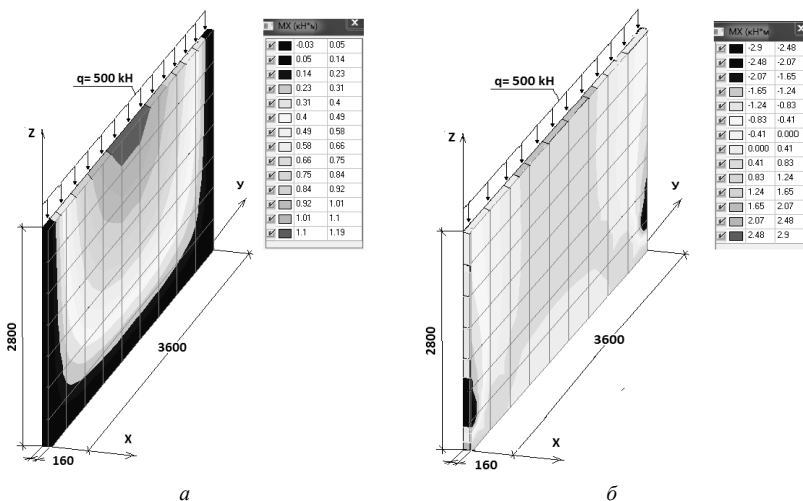 q= 500 kH
Z
У
2800
3600
X
160
а
MX (кН*м)
-0.03 0.05
0.05 0.14
0.14 0.23
0.23 0.31
0.31 0.4
0.4 0.49
0.49 0.58
0.58 0.66
0.66 0.75
0.75 0.84
0.84 0.92
0.92 1.01
1.01 1.1
1.1 1.19
q= 500 kH
Z
У
2800
3600
X
160
б
MX (кН*м
-2.9 -2.48
-2.48 -2.07
-2.07 -1.65
-1.65 -1.24
-1.24 -0.83
-0.83 -0.41
-0.41 0.000
0.000 0.41
0.41 0.83
0.83 1.24
1.24 1.65
1.65 2.07
2.07 2.48
2.48 2.9